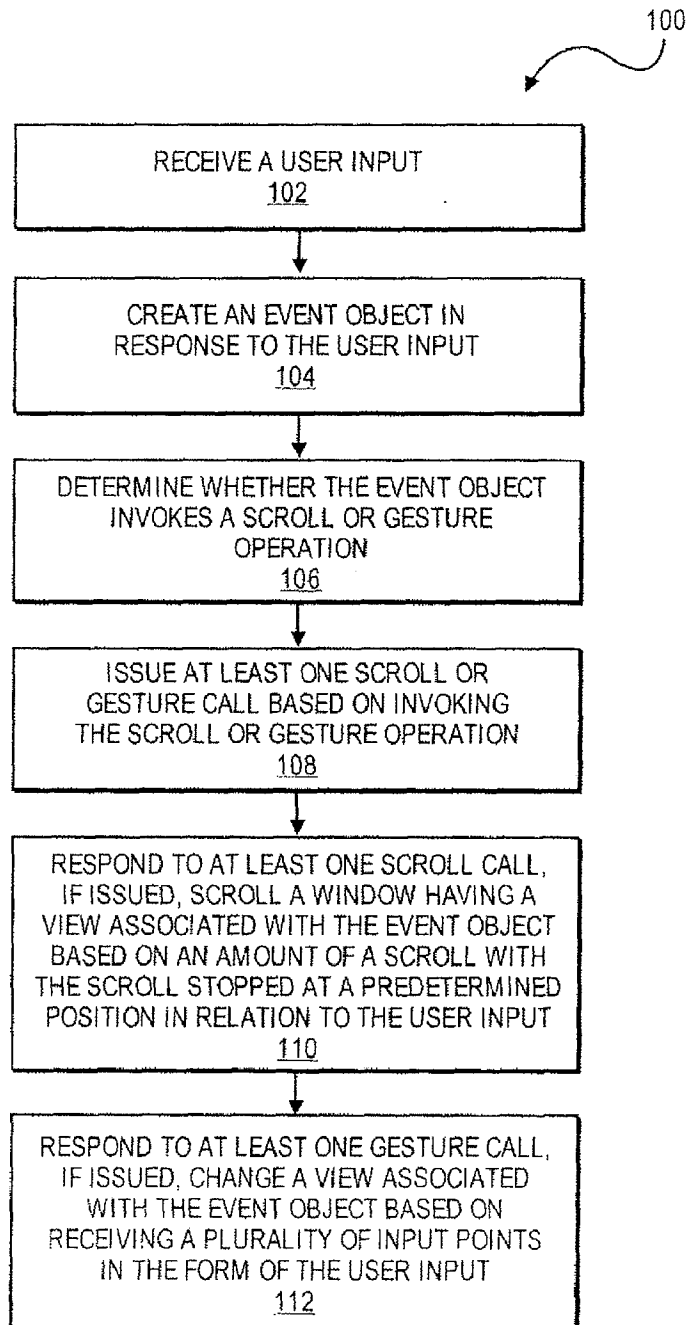 100
RECEIVE A USER INPUT
102
CREATE AN EVENT OBJECT IN
RESPONSE TO THE USER INPUT
104
DETERMINE WHETHER THE EVENT OBJECT
INVOKES A SCROLL OR GESTURE
OPERATION
106
ISSUE AT LEAST ONE SCROLL OR
GESTURE CALL BASED ON INVOKING
THE SCROLL OR GESTURE OPERATION
108
RESPOND TO AT LEAST ONE SCROLL CALL,
IF ISSUED, SCROLL A WINDOW HAVING A
VIEW ASSOCIATED WITH THE EVENT OBJECT
BASED ON AN AMOUNT OF A SCROLL WITH
THE SCROLL STOPPED AT A PREDETERMINED
POSITION IN RELATION TO THE USER INPUT
110
RESPOND TO AT LEAST ONE GESTURE CALL,
IF ISSUED, CHANGE A VIEW ASSOCIATED
WITH THE EVENT OBJECT BASED ON
RECEIVING A PLURALITY OF INPUT POINTS
IN THE FORM OF THE USER INPUT
112